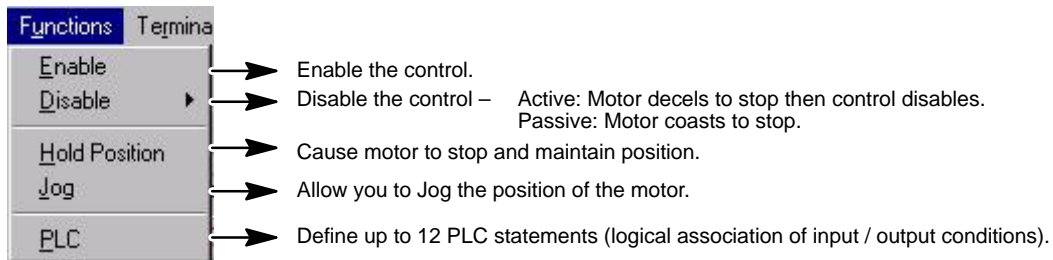 Functions Termina
Enable Enable the control.
Disable Disable the control – Active: Motor decels to stop then control disables.
Passive: Motor coasts to stop.
Hold Position Cause motor to stop and maintain position.
Jog Allow you to Jog the position of the motor.
PLC Define up to 12 PLC statements (logical association of input / output conditions).